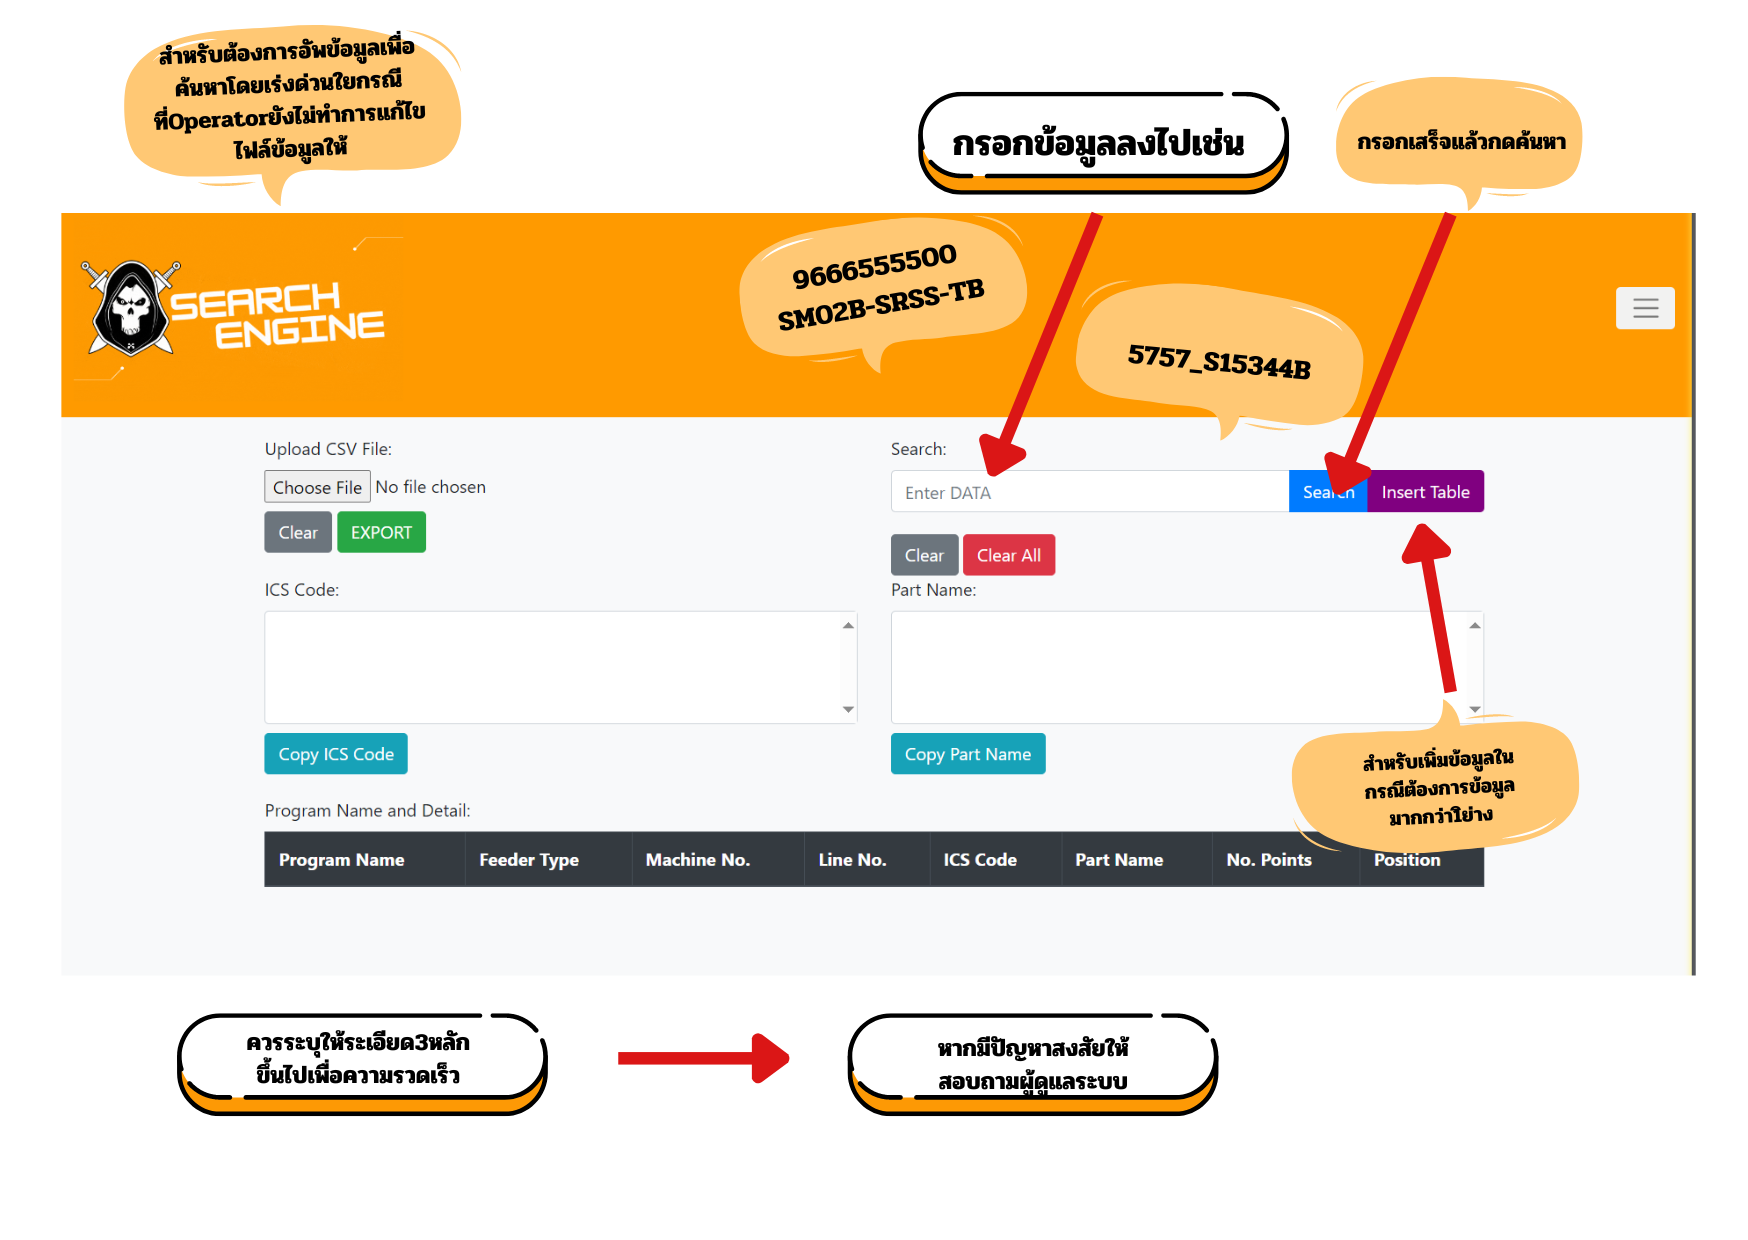 สำหรับต้องการอัพข้อมูลเพื่อ
ค้นหาโดยเร่งด่วนใยกรณี
ที่Operatorยังไม่ทำการแก้ไข
ไฟล์ข้อมูลให้
กรอกข้อมูลลงไปเช่น
กรอกเสร็จแล้วกดค้นหา
SEARCH
ENGINE
9666555500
SM02B-SRSS-TB
5757_S15344B
Upload CSV File:
Choose File No file chosen
Clear EXPORT
Search:
Enter DATA
Search Insert Table
Clear Clear All
ICS Code:
Part Name:
Copy ICS Code
Copy Part Name
สำหรับเพิ่มข้อมูลใน
กรณีต้องการข้อมูล
มากกว่า1ย่าง
Program Name and Detail:
Program Name Feeder Type Machine No. Line No. ICS Code Part Name No. Points Position
ควรระบุให้ระเอียด3หลัก
ขึ้นไปเพื่อความรวดเร็ว
หากมีปัญหาสงสัยให้
สอบถามผู้ดูแลระบบ